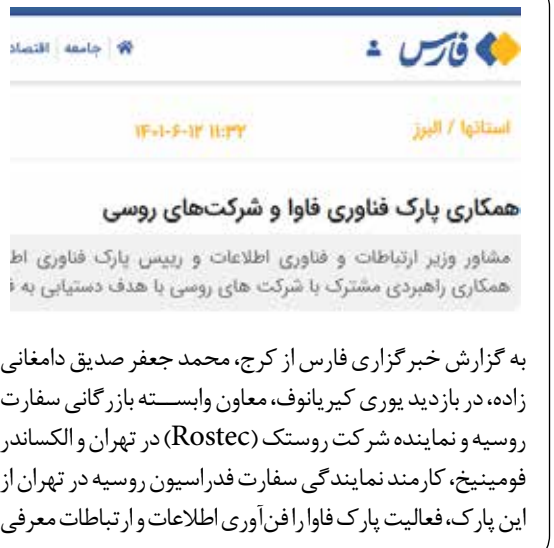 فارس
جامعه | اقتصاد
استانها / البرز
۱۴۰۱-۶-۱۲ ۱۱:۳۲
همکاری پارک فناوری فاوا و شرکت‌های روسی
مشاور وزیر ارتباطات و فناوری اطلاعات و رییس پارک فناوری اط
همکاری راهبردی مشترک با شرکت های روسی با هدف دستیابی به
به گزارش خبرگزاری فارس از کرج، محمد جعفر صدیق دامغانی
زاده، در بازدید یوری کیریانوف، معاون وابسته بازرگانی سفارت
روسیه و نماینده شرکت روستک (Rostec) در تهران و الکساندر
فومینیخ، کارمند نمایندگی سفارت فدراسیون روسیه در تهران از
این پارک، فعالیت پارک فاوا را فن‌آوری اطلاعات و ارتباطات معرفی